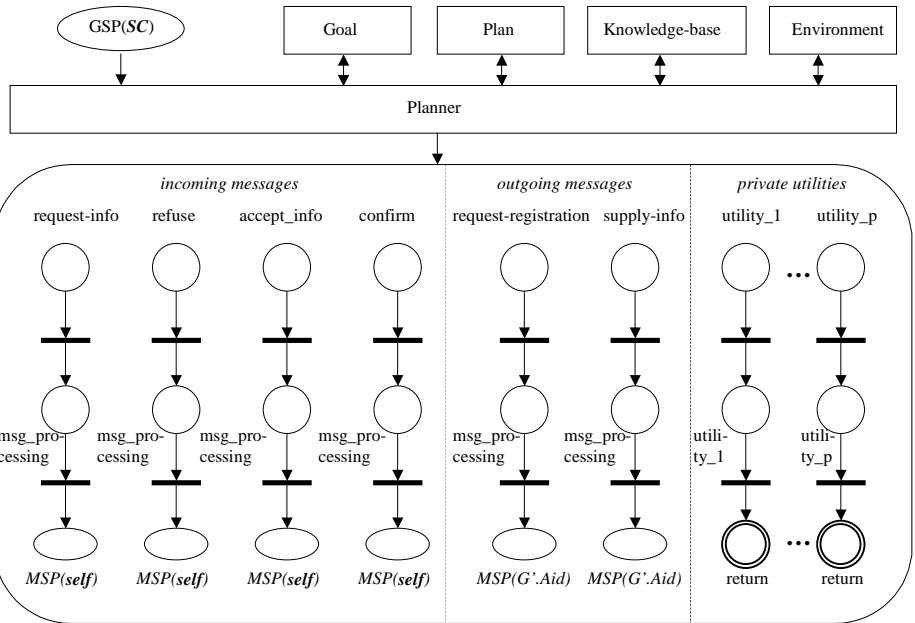 GSP(SC)
Goal
Plan
Knowledge-base
Environment
Planner
incoming messages
outgoing messages
private utilities
request-info
refuse
accept_info
confirm
request-registration
supply-info
utility_1
utility_p
...
msg_pro-
cessing
msg_pro-
cessing
msg_pro-
cessing
msg_pro-
cessing
msg_pro-
cessing
msg_pro-
cessing
utili-
ty_1
utili-
ty_p
...
MSP(self)
MSP(self)
MSP(self)
MSP(self)
MSP(G'.Aid)
MSP(G'.Aid)
return
return